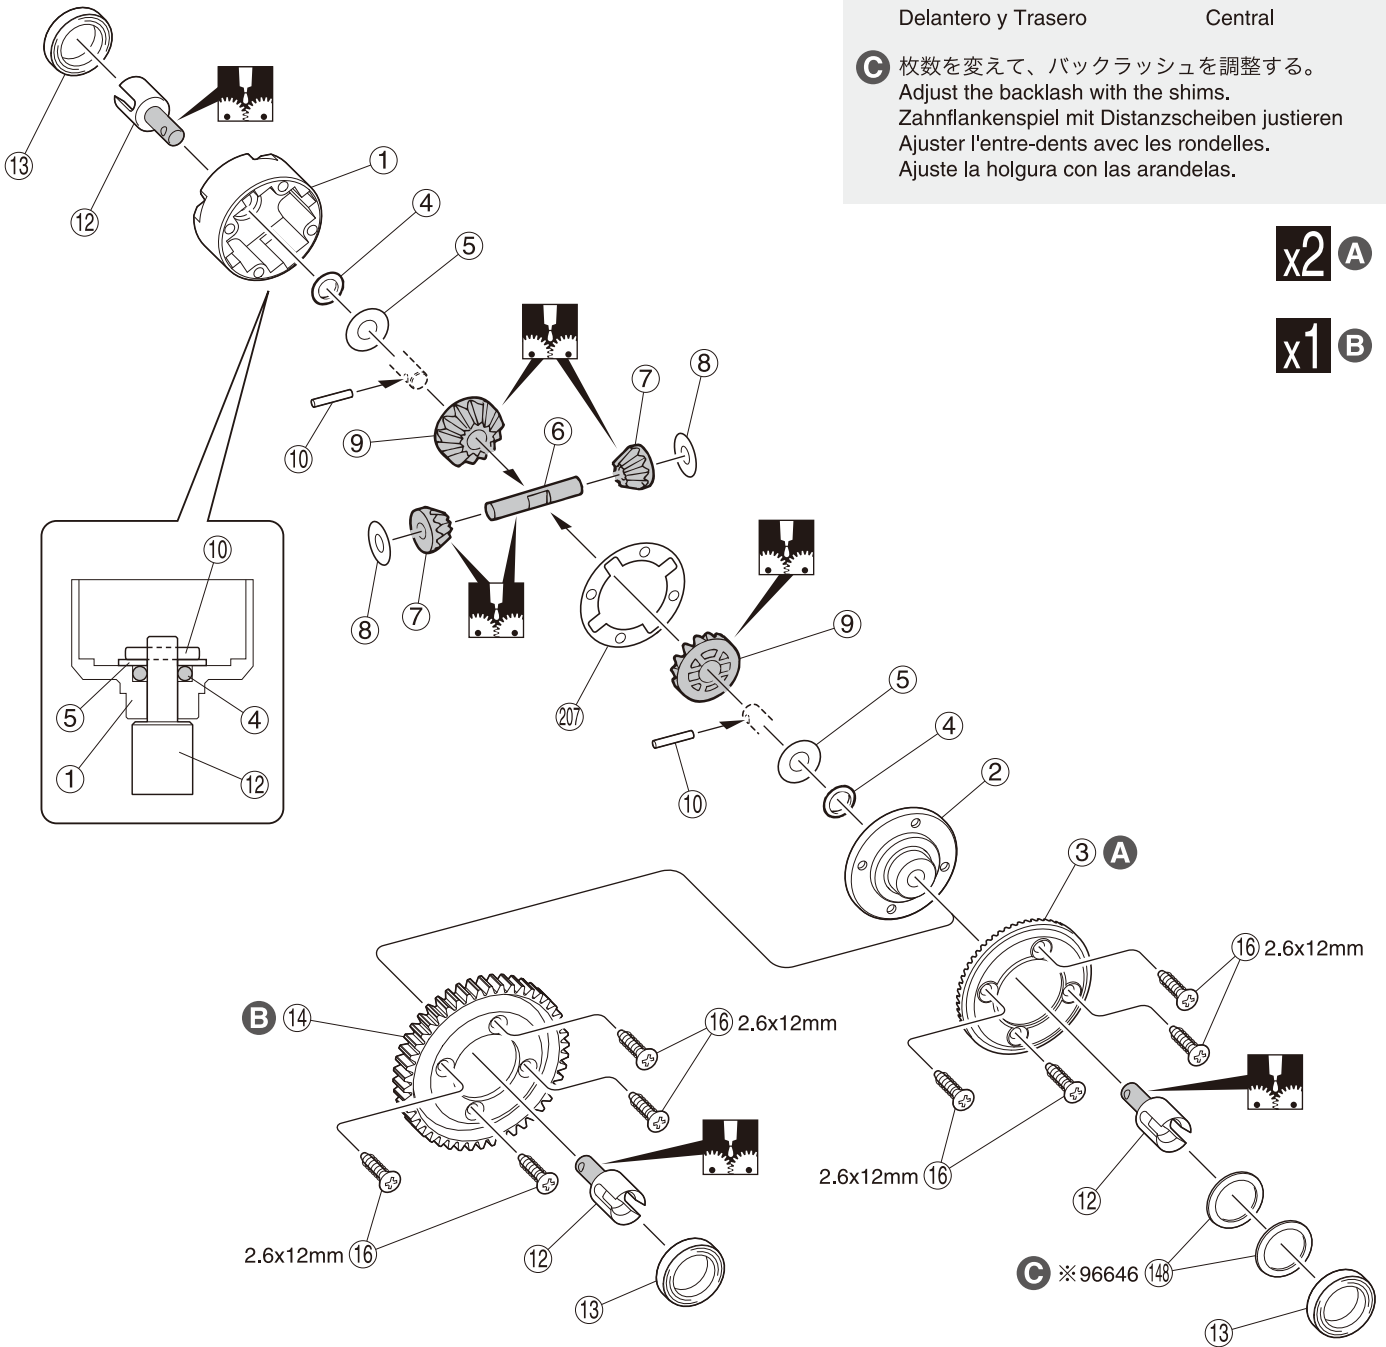 Delantero y Trasero Central
C 枚数を変えて、バックラッシュを調整する。
Adjust the backlash with the shims.
Zahnflankenspiel mit Distanzscheiben justieren
Ajuster l'entre-dents avec les rondelles.
Ajuste la holgura con las arandelas.
x2 A
x1 B
13
12
1
4
5
10
9
6
7
8
8
7
207
9
5
4
10
2
10
5
4
1
12
3 A
16 2.6x12mm
B 14
16 2.6x12mm
2.6x12mm 16
12
2.6x12mm 16
12
13
C ※96646 148
13